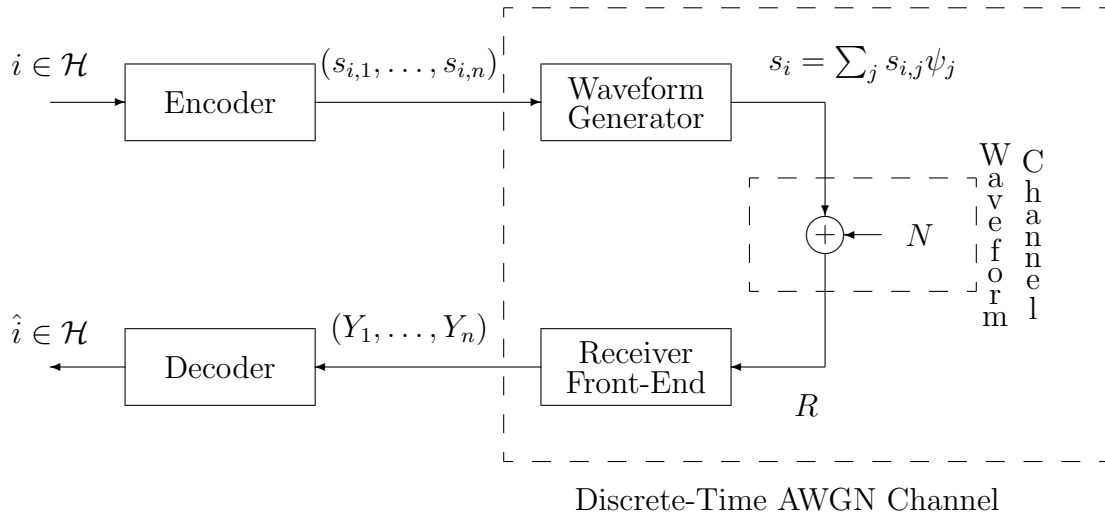 i ∈ ℋ
(s_{i,1}, . . . , s_{i,n})
s_i = ∑_j s_{i,j}ψ_j
Encoder
Waveform
Generator
Waveform
Channel
+
N
î ∈ ℋ
(Y_1, . . . , Y_n)
Decoder
Receiver
Front-End
R
Discrete-Time AWGN Channel